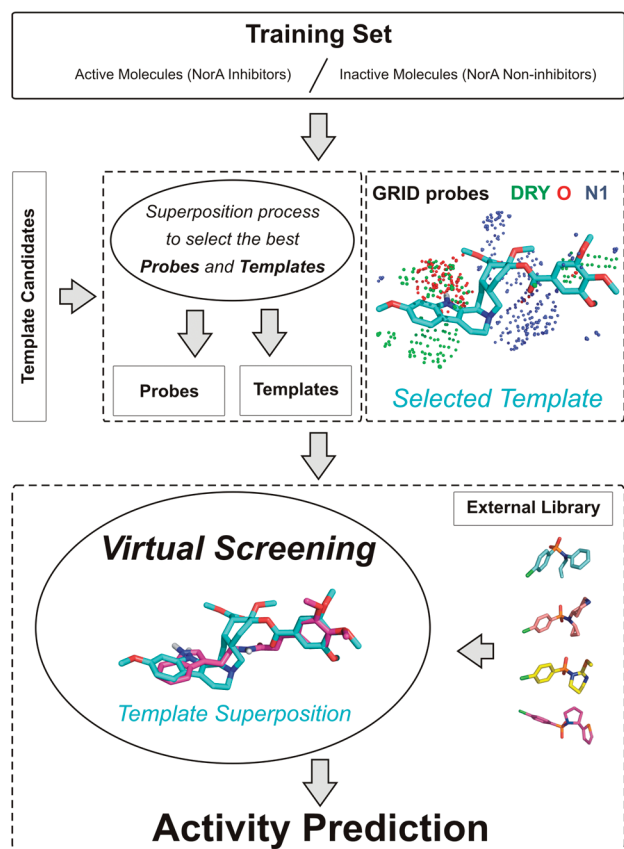 Training Set
Active Molecules (NorA Inhibitors)
Inactive Molecules (NorA Non-inhibitors)
Template Candidates
Superposition process
to select the best
Probes and Templates
Probes
Templates
GRID probes DRY O N1
Selected Template
External Library
Virtual Screening
Template Superposition
Activity Prediction